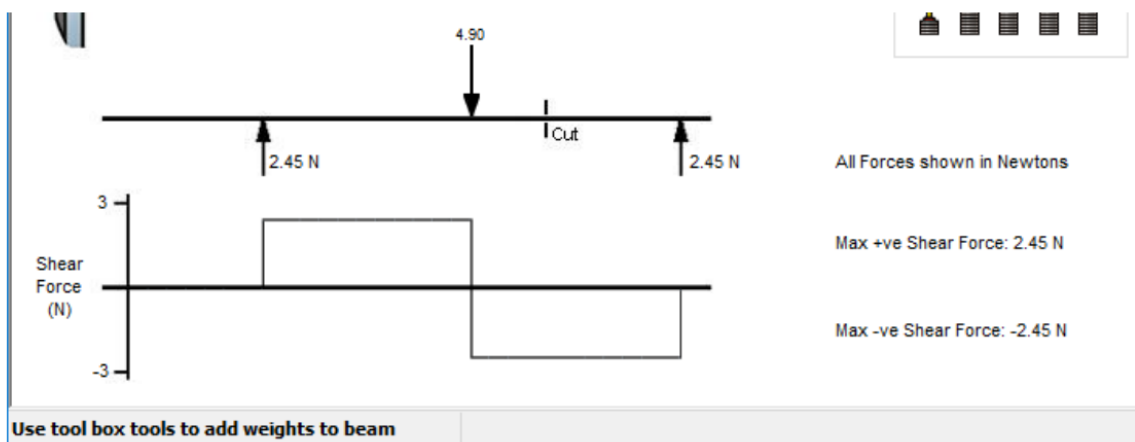 4.90
Cut
2.45 N
2.45 N
All Forces shown in Newtons
3
Max +ve Shear Force: 2.45 N
Shear
Force
(N)
Max -ve Shear Force: -2.45 N
-3
Use tool box tools to add weights to beam